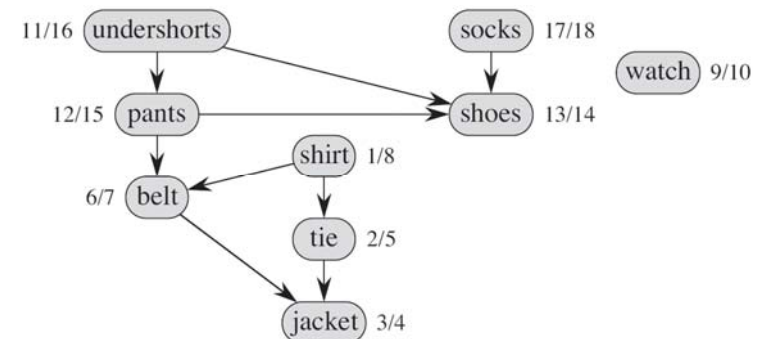 11/16 undershorts socks 17/18
watch 9/10
12/15 pants shoes 13/14
shirt 1/8
6/7 belt
tie 2/5
jacket 3/4